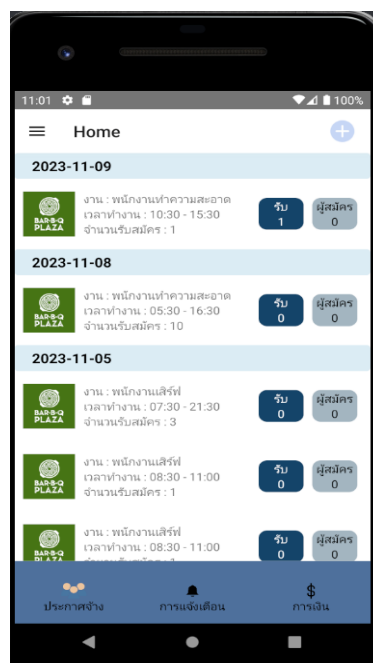 11:01 100%
Home
2023-11-09
งาน : พนักงานทำความสะอาด
เวลาทำงาน : 10:30 - 15:30
จำนวนรับสมัคร : 1
BAR•B•Q
PLAZA
รับ
1
ผู้สมัคร
0
2023-11-08
งาน : พนักงานทำความสะอาด
เวลาทำงาน : 05:30 - 16:30
จำนวนรับสมัคร : 10
BAR•B•Q
PLAZA
รับ
0
ผู้สมัคร
0
2023-11-05
งาน : พนักงานเสิร์ฟ
เวลาทำงาน : 07:30 - 21:30
จำนวนรับสมัคร : 3
BAR•B•Q
PLAZA
รับ
0
ผู้สมัคร
0
งาน : พนักงานเสิร์ฟ
เวลาทำงาน : 08:30 - 11:00
จำนวนรับสมัคร : 1
BAR•B•Q
PLAZA
รับ
0
ผู้สมัคร
0
งาน : พนักงานเสิร์ฟ
เวลาทำงาน : 08:30 - 11:00
BAR•B•Q
PLAZA
รับ
0
ผู้สมัคร
0
ประกาศจ้าง
การแจ้งเตือน
$
การเงิน